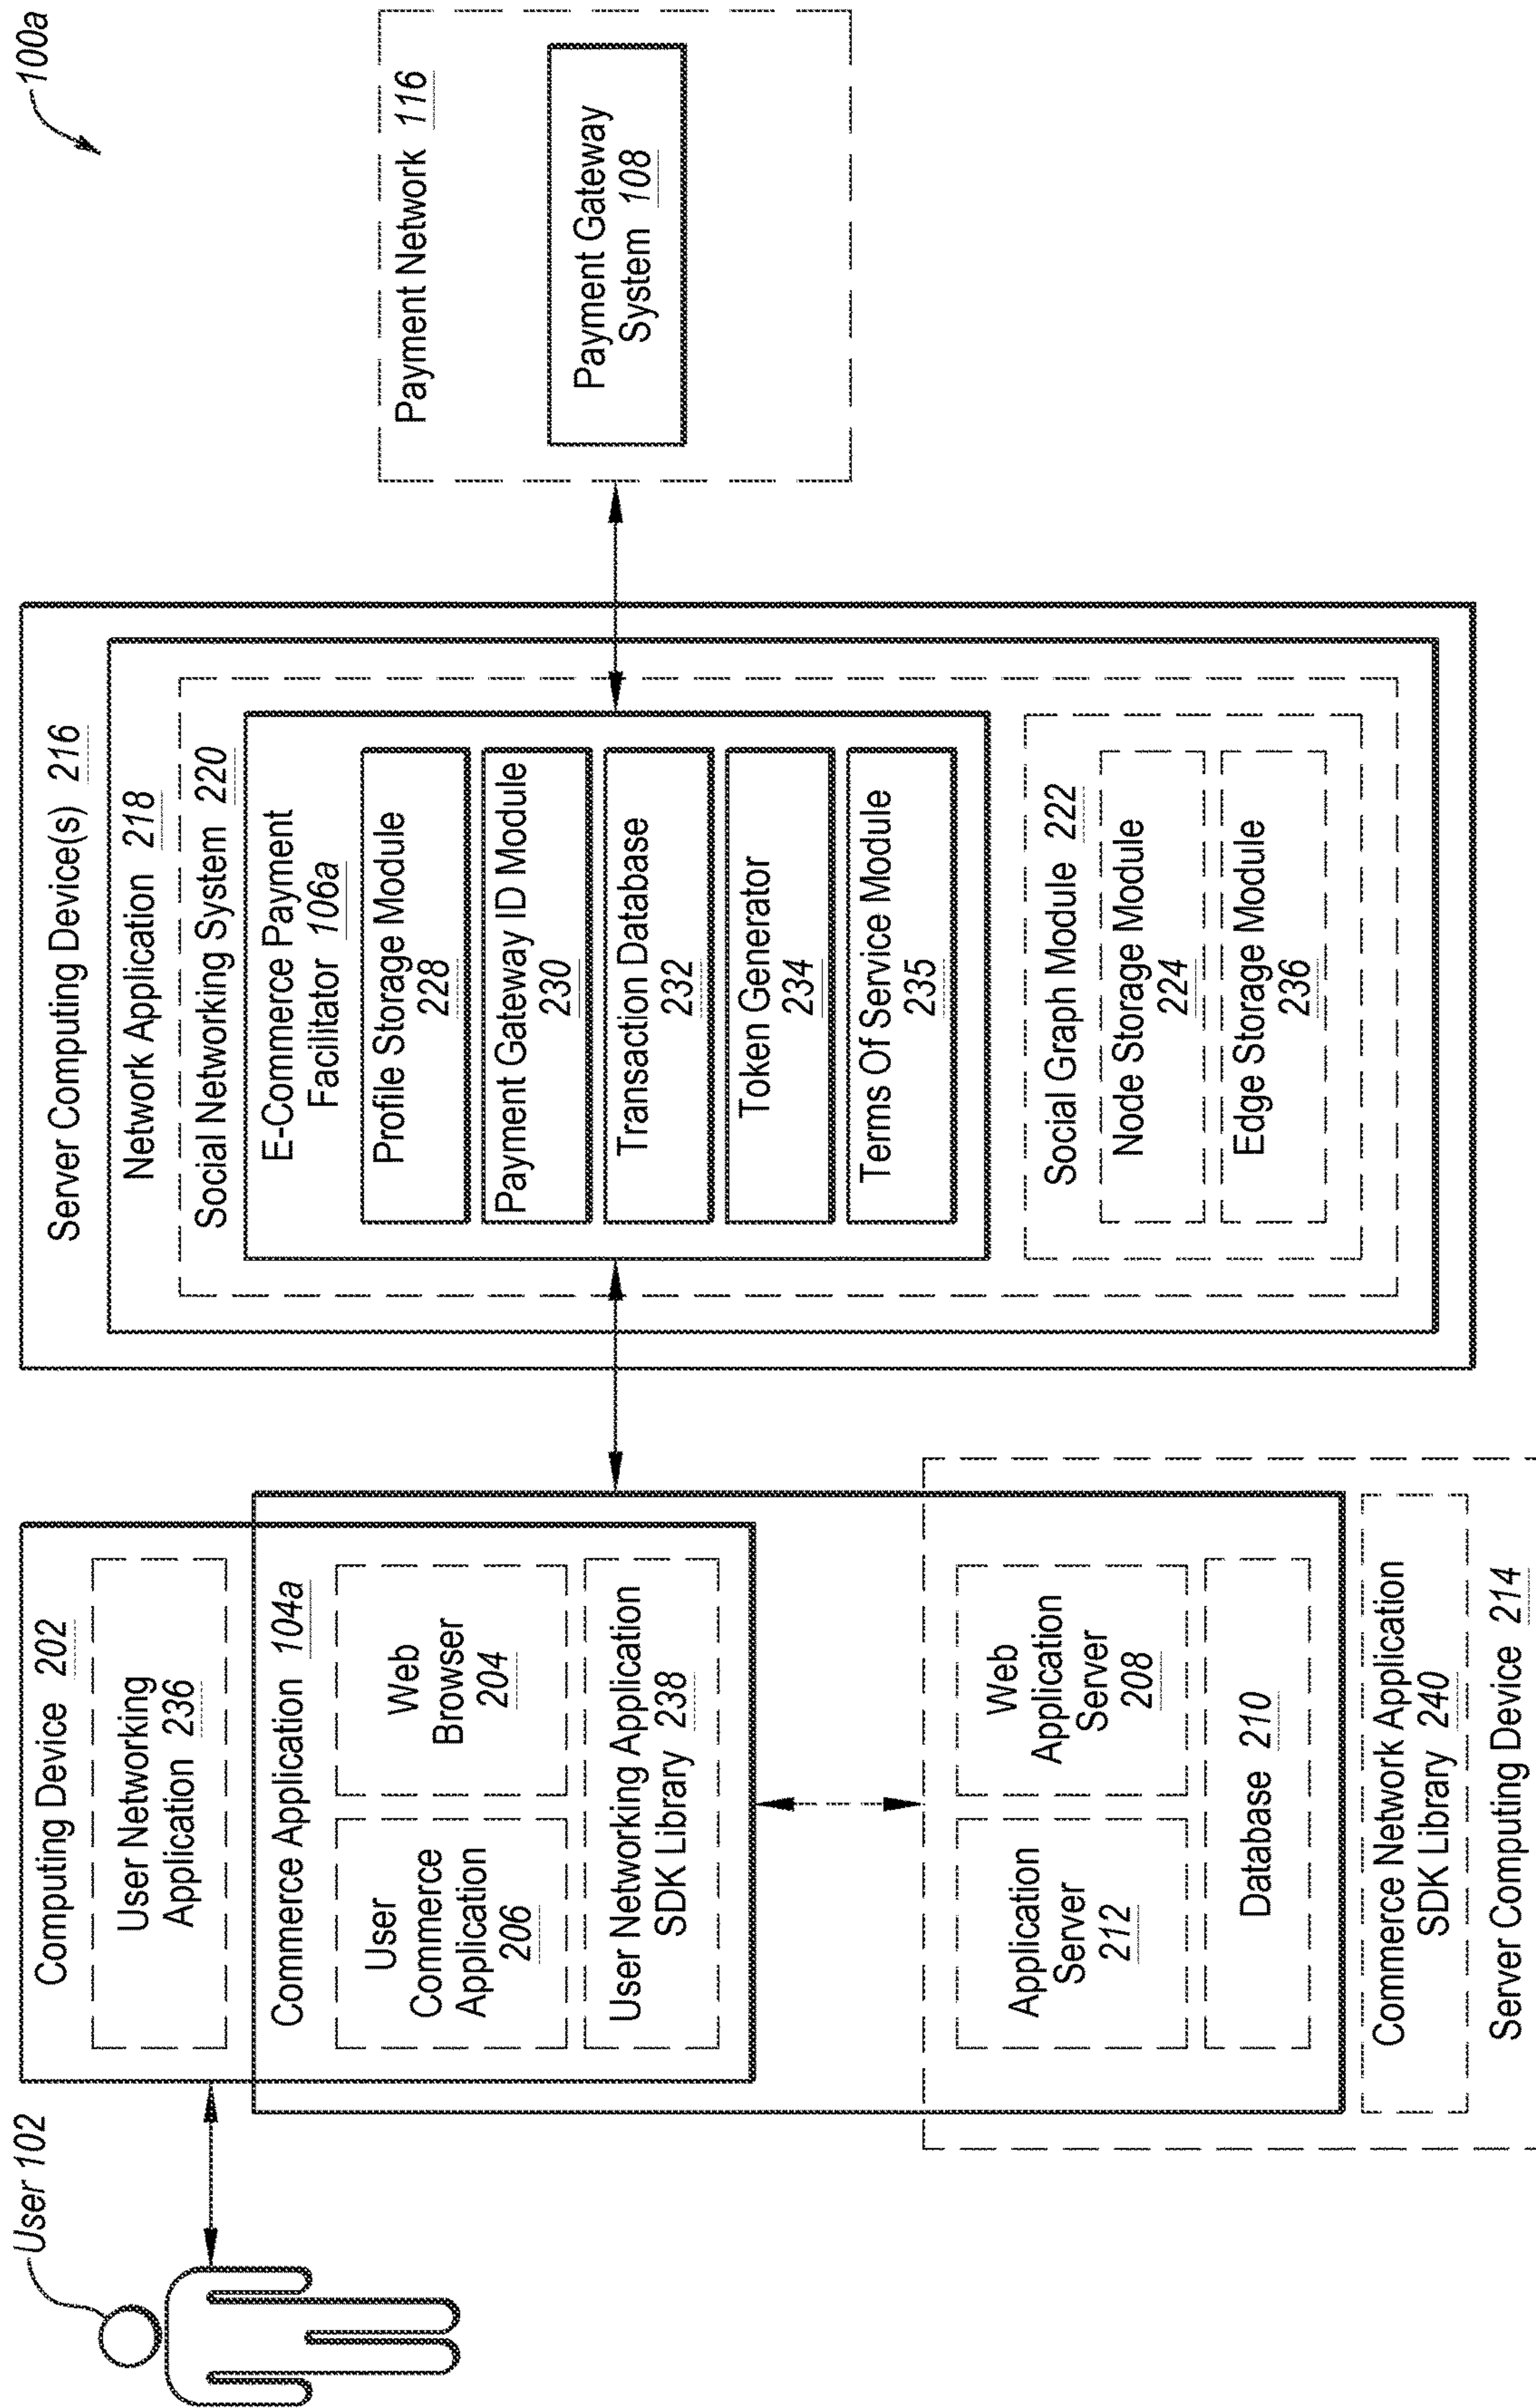 100a
User 102
Computing Device 202
User Networking
Application 236
Commerce Application 104a
User
Commerce
Application
206
Web
Browser
204
User Networking Application
SDK Library 238
Application
Server
212
Web
Application
Server
208
Database 210
Commerce Network Application
SDK Library 240
Server Computing Device 214
Server Computing Device(s) 216
Network Application 218
Social Networking System 220
E-Commerce Payment
Facilitator 106a
Profile Storage Module
228
Payment Gateway ID Module
230
Transaction Database
232
Token Generator
234
Terms Of Service Module
235
Social Graph Module 222
Node Storage Module
224
Edge Storage Module
236
Payment Network 116
Payment Gateway
System 108